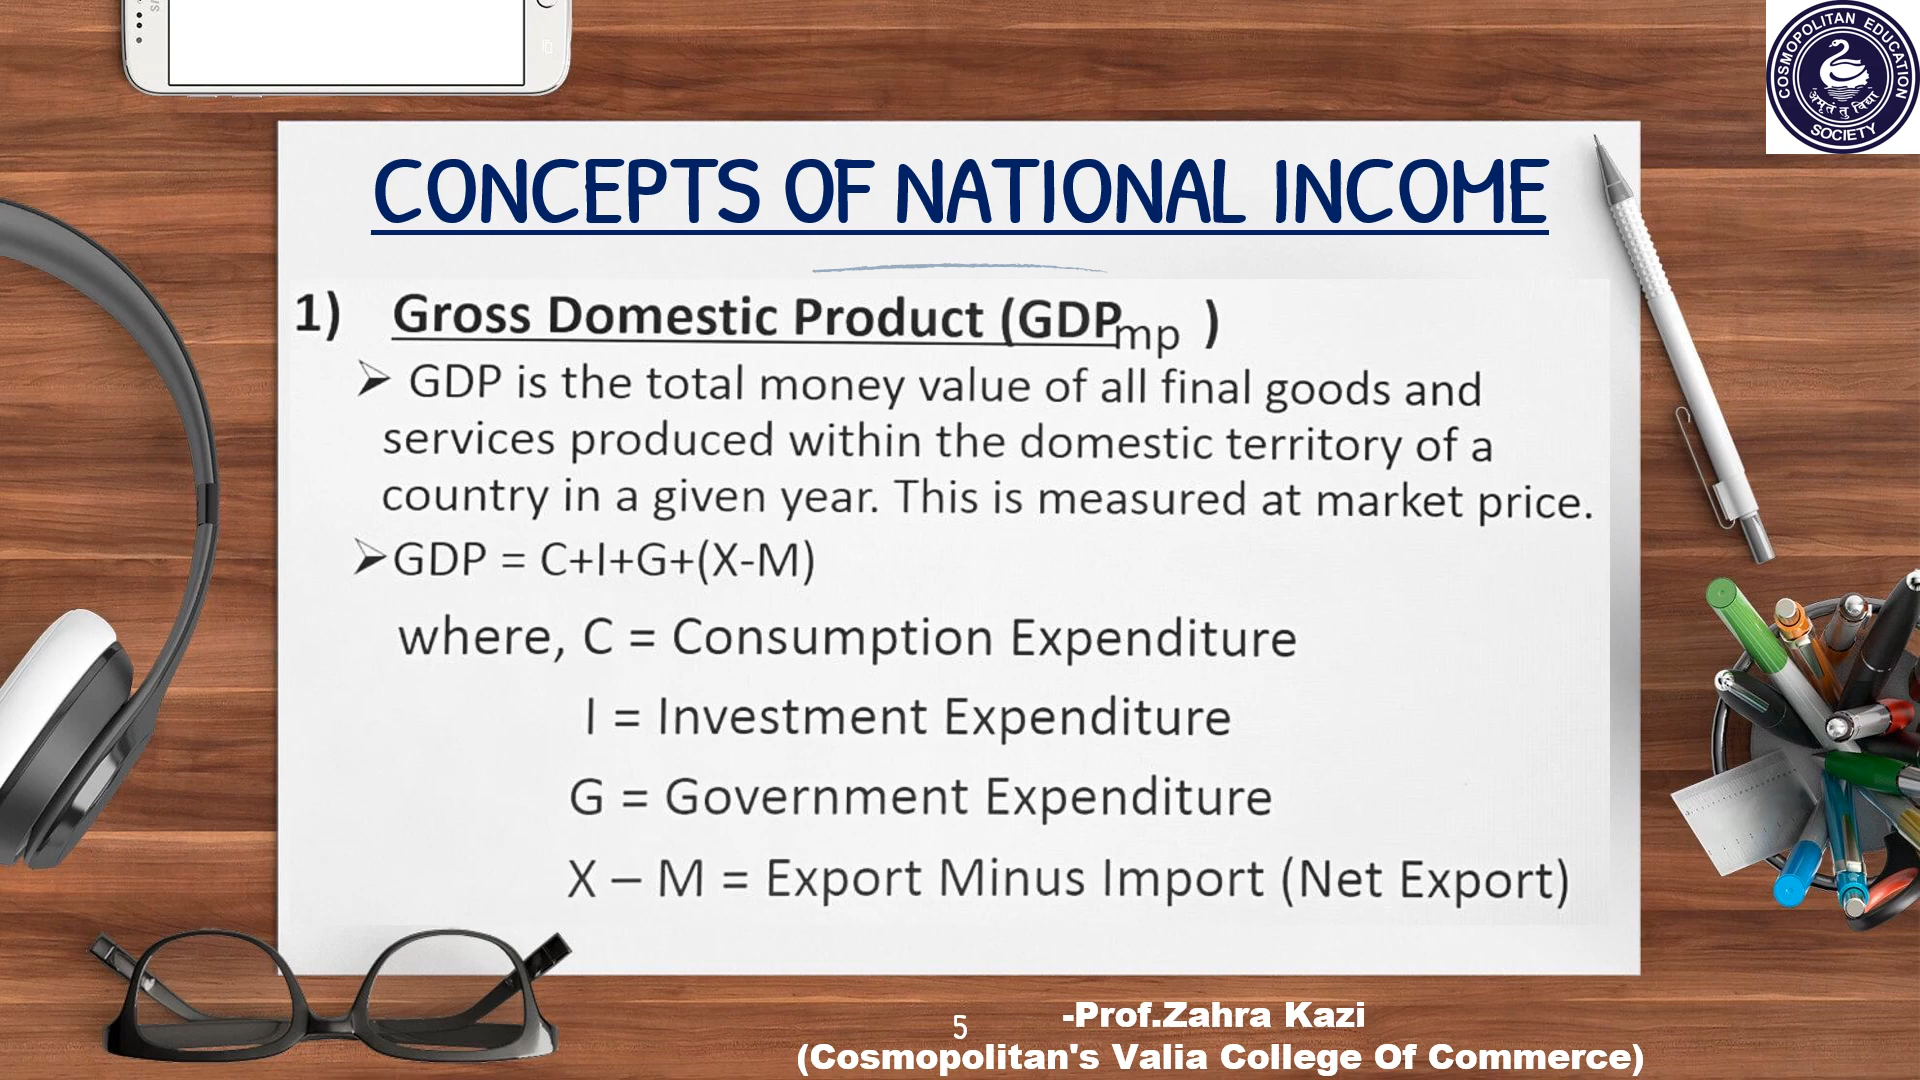 COSMOPOLITAN EDUCATION
अमृतं तु विद्या
SOCIETY
CONCEPTS OF NATIONAL INCOME
1) Gross Domestic Product (GDPmp )
➢ GDP is the total money value of all final goods and
services produced within the domestic territory of a
country in a given year. This is measured at market price.
➢GDP = C+I+G+(X-M)
where, C = Consumption Expenditure
I = Investment Expenditure
G = Government Expenditure
X – M = Export Minus Import (Net Export)
5
-Prof.Zahra Kazi
(Cosmopolitan's Valia College Of Commerce)